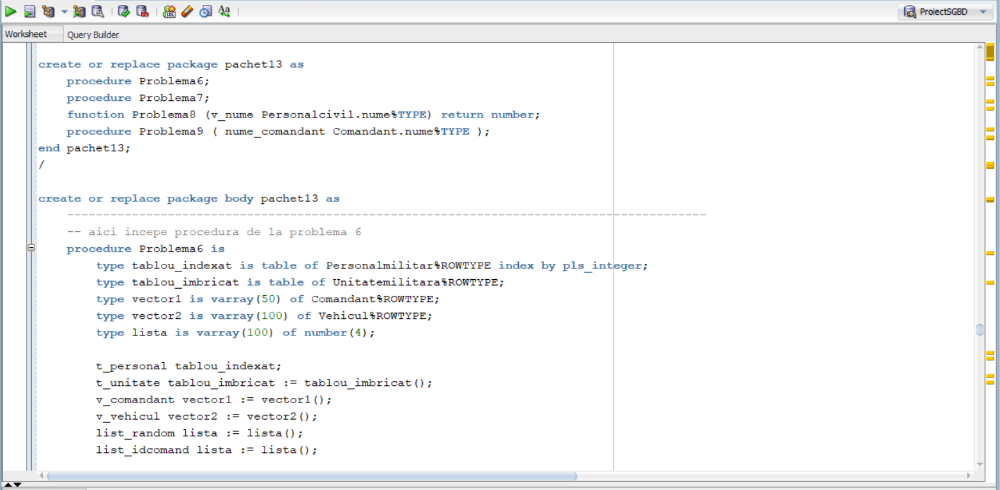 ProiectSGBD
Worksheet Query Builder
create or replace package pachet13 as
    procedure Problema6;
    procedure Problema7;
    function Problema8 (v_nume Personalcivil.nume%TYPE) return number;
    procedure Problema9 ( nume_comandant Comandant.nume%TYPE );
end pachet13;
/
create or replace package body pachet13 as
    ------------------------------------------------------------------------------------------
    -- aici incepe procedura de la problema 6
    procedure Problema6 is
        type tablou_indexat is table of Personalmilitar%ROWTYPE index by pls_integer;
        type tablou_imbricat is table of Unitatemilitara%ROWTYPE;
        type vector1 is varray(50) of Comandant%ROWTYPE;
        type vector2 is varray(100) of Vehicul%ROWTYPE;
        type lista is varray(100) of number(4);
        t_personal tablou_indexat;
        t_unitate tablou_imbricat := tablou_imbricat();
        v_comandant vector1 := vector1();
        v_vehicul vector2 := vector2();
        list_random lista := lista();
        list_idcomand lista := lista();